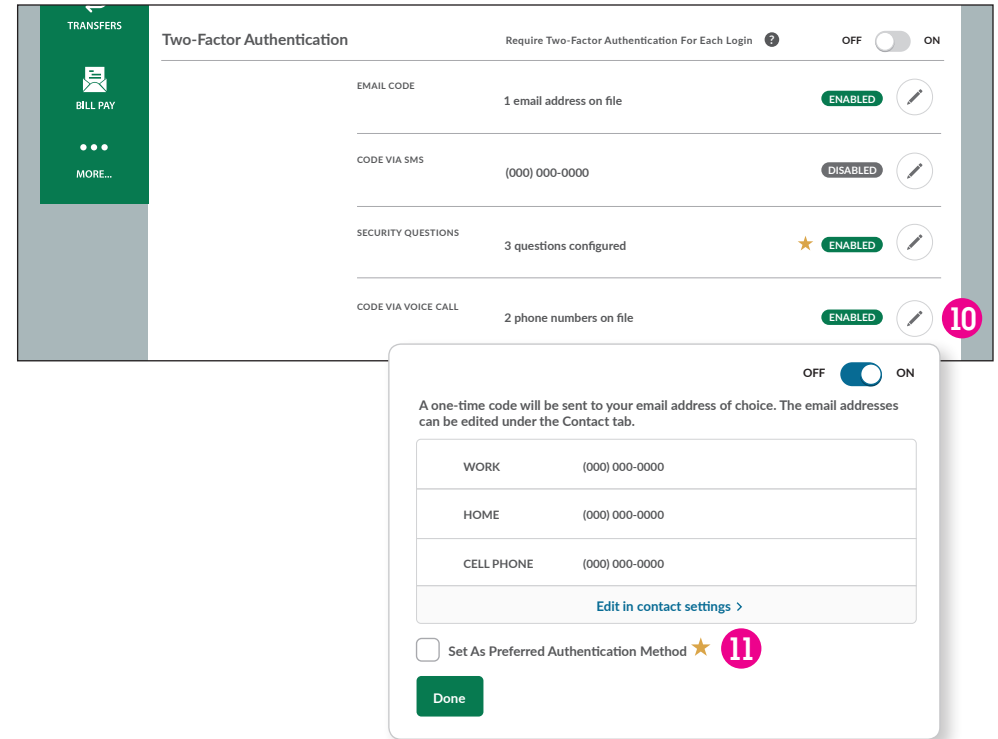 TRANSFERS
BILL PAY
MORE...
Two-Factor Authentication
Require Two-Factor Authentication For Each Login ?
OFF ON
EMAIL CODE
1 email address on file
ENABLED
CODE VIA SMS
(000) 000-0000
DISABLED
SECURITY QUESTIONS
3 questions configured
ENABLED
CODE VIA VOICE CALL
2 phone numbers on file
ENABLED
10
OFF ON
A one-time code will be sent to your email address of choice. The email addresses
can be edited under the Contact tab.
WORK (000) 000-0000
HOME (000) 000-0000
CELL PHONE (000) 000-0000
Edit in contact settings >
Set As Preferred Authentication Method
11
Done